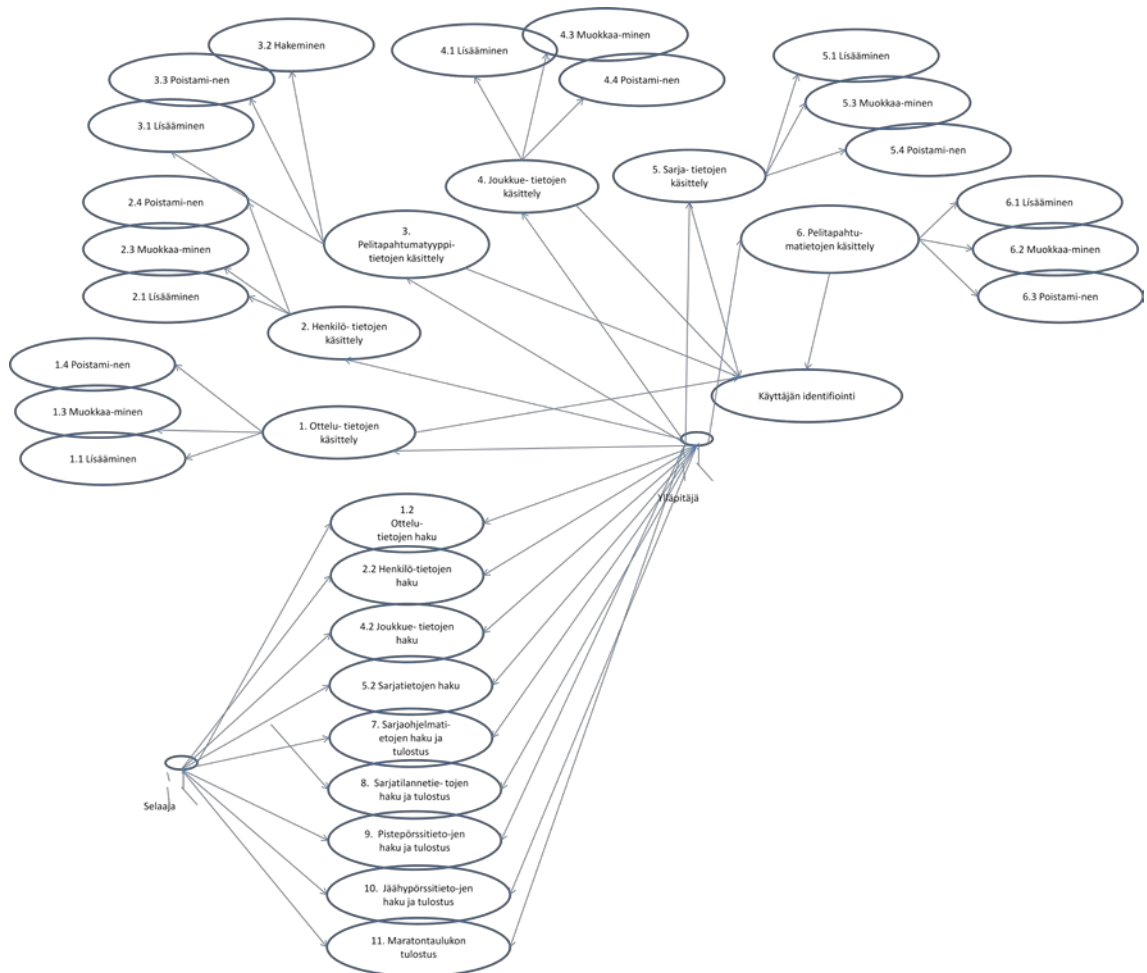 3.2 Hakeminen
4.1 Lisääminen
4.3 Muokkaa-minen
4.4 Poistami-nen
5.1 Lisääminen
5.3 Muokkaa-minen
5.4 Poistami-nen
3.3 Poistami-nen
3.1 Lisääminen
4. Joukkue- tietojen
käsittely
5. Sarja- tietojen
käsittely
2.4 Poistami-nen
2.3 Muokkaa-minen
2.1 Lisääminen
3.
Pelitapahtumatyyppi-
tietojen käsittely
6. Pelitapahtu-
matietojen käsittely
6.1 Lisääminen
6.2 Muokkaa-minen
6.3 Poistami-nen
2. Henkilö- tietojen
käsittely
1.4 Poistami-nen
1.3 Muokkaa-minen
1.1 Lisääminen
1. Ottelu- tietojen
käsittely
Käyttäjän identifiointi
Ylläpitäjä
1.2
Ottelu-
tietojen haku
2.2 Henkilö-tietojen
haku
4.2 Joukkue- tietojen
haku
5.2 Sarjatietojen haku
7. Sarjaohjelmati-
etojen haku ja
tulostus
8. Sarjatilannetie- tojen
haku ja tulostus
Selaaja
9. Pistepörssitieto-jen
haku ja tulostus
10. Jäähypörssitieto-jen
haku ja tulostus
11. Maratontaulukon
tulostus